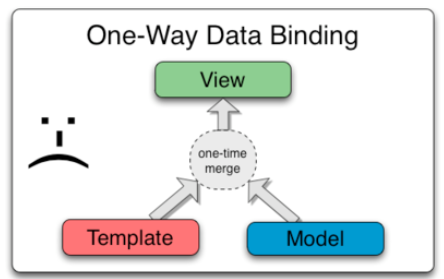 One-Way Data Binding
View
one-time
merge
Template
Model